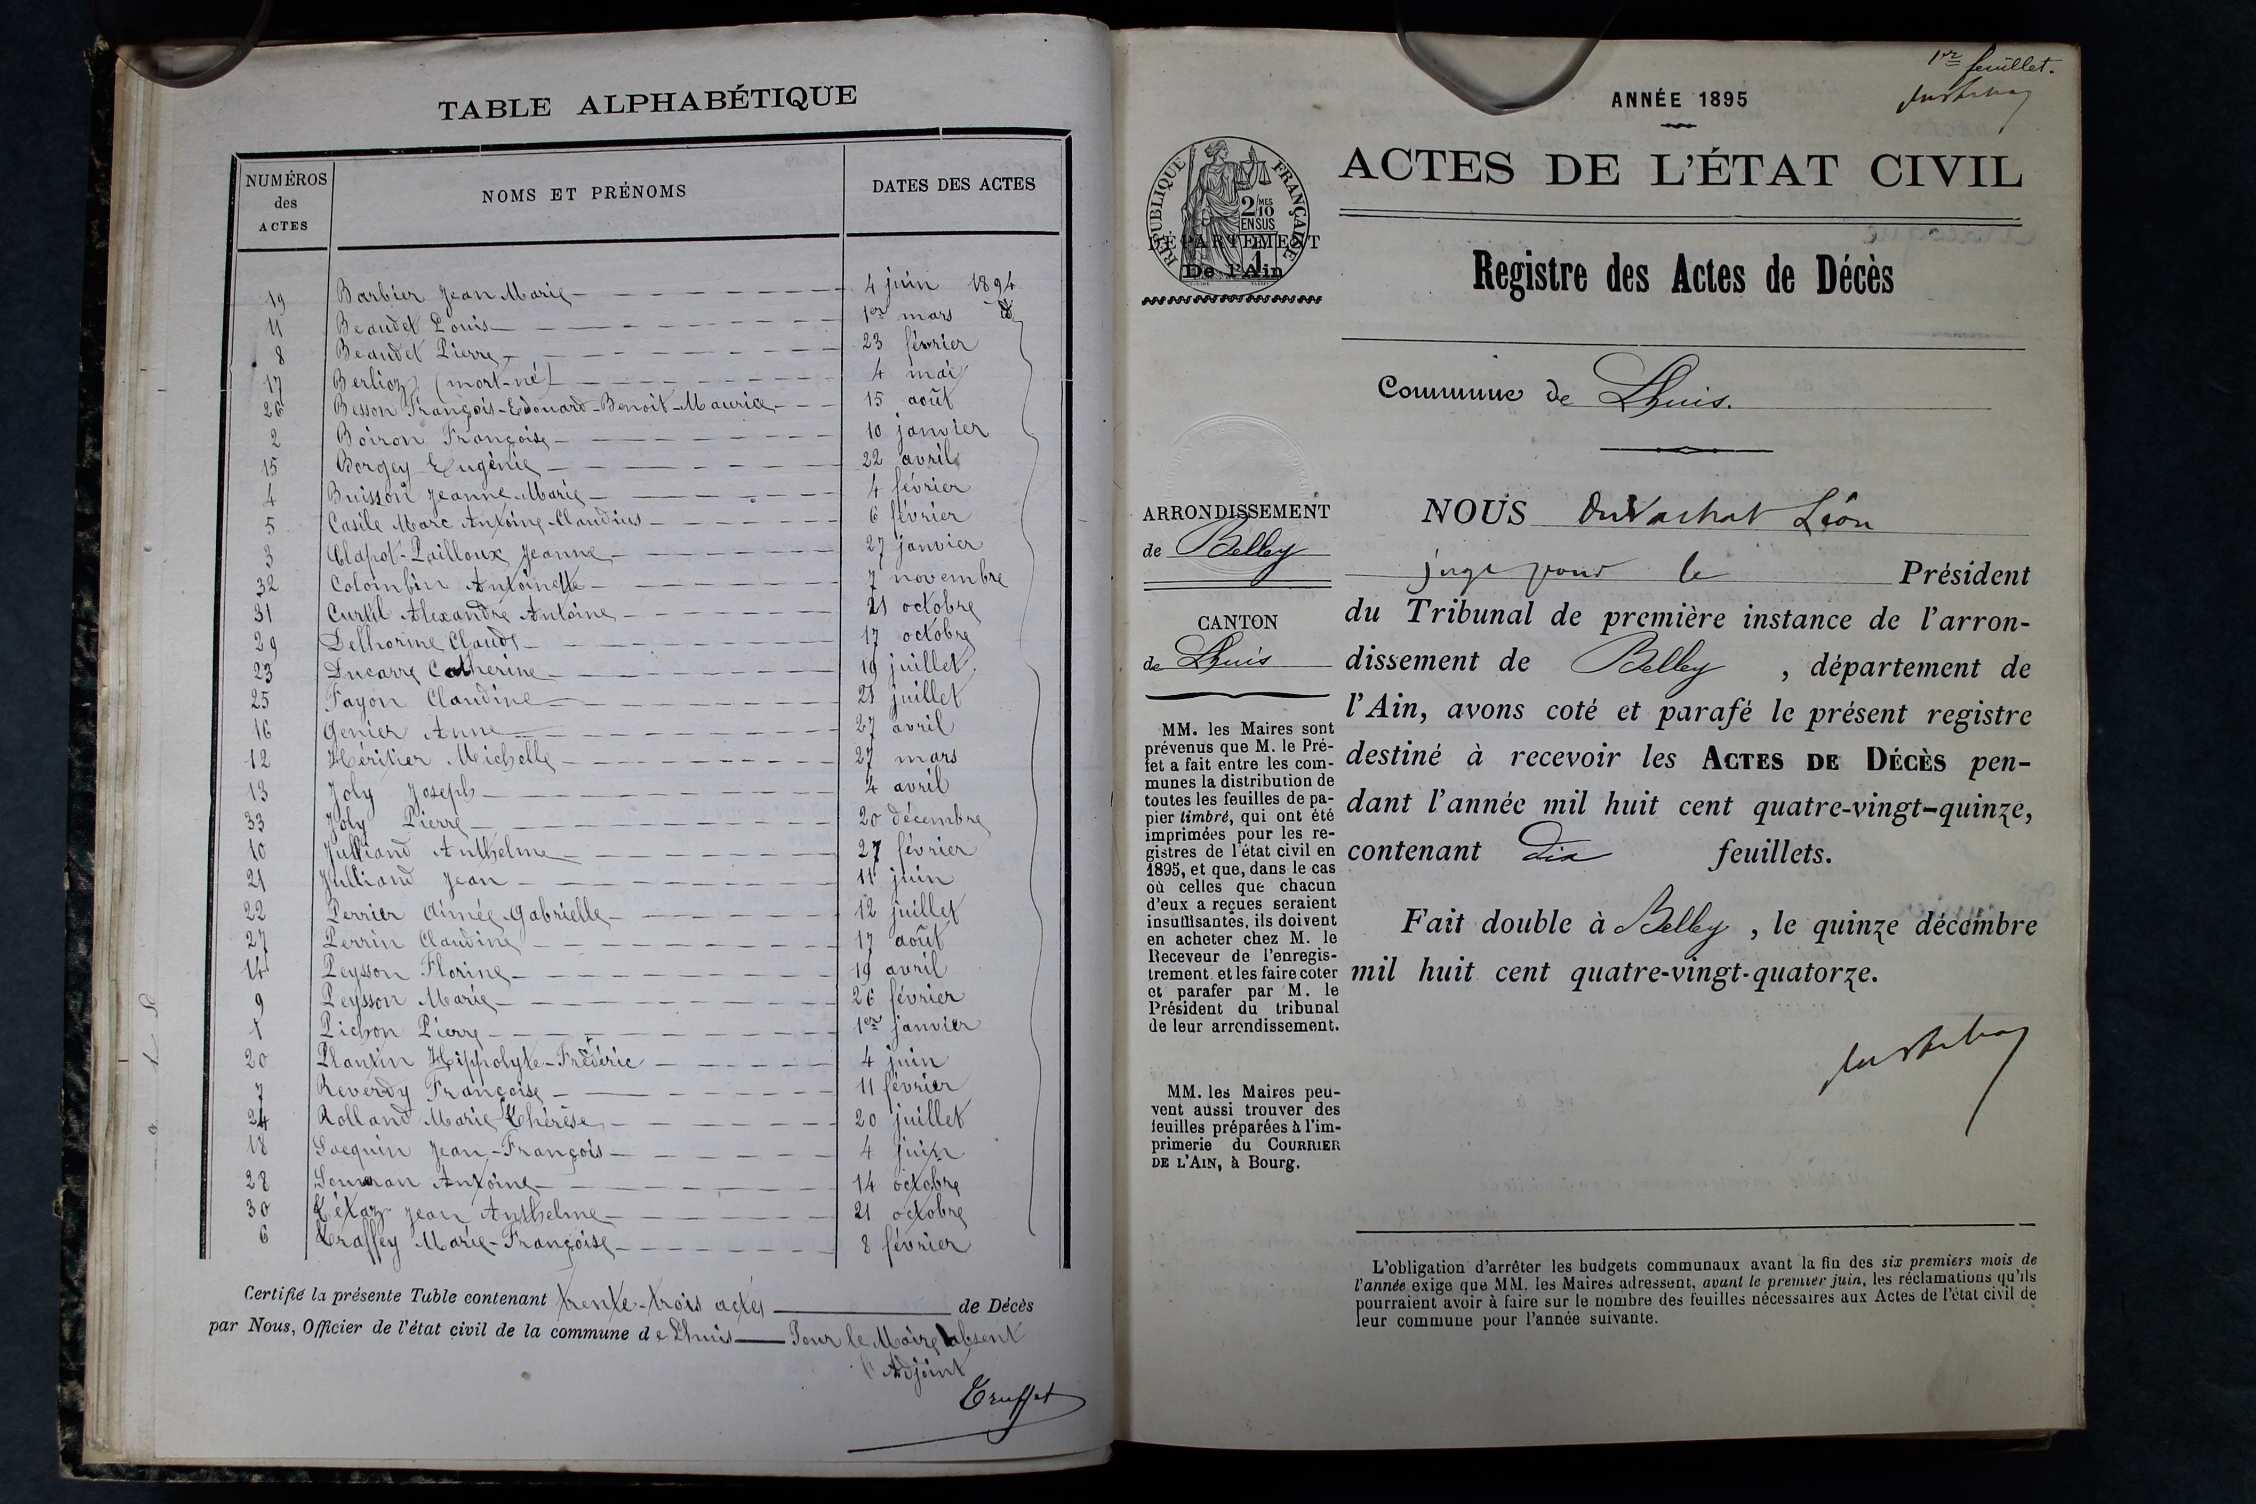 TABLE ALPHABÉTIQUE
NUMÉROS des ACTES NOMS ET PRÉNOMS DATES DES ACTES
19 Barbier Jean Marie 4 juin 1894
11 Beaudet Louis 1er mars
8 Beaudet Pierre 23 février
17 Berlioz (mort-né) 4 mai
26 Besson François-Edouard-Benoit-Maurice 15 août
2 Boiron Françoise 10 janvier
15 Borgey Eugénie 22 avril
4 Buisson Jeanne Marie 4 février
5 Casile Marc Antoine Claudius 6 février
3 Clapot-Pailloux Jeanne 27 janvier
32 Colombin Antoinette 7 novembre
31 Curtil Alexandre Antoine 21 octobre
29 Delhorme Claude 17 octobre
23 Ducarre Catherine 19 juillet
25 Fayon Claudine 21 juillet
16 Genier Anne 27 avril
12 Héritier Michelle 27 mars
13 Joly Joseph 4 avril
33 Joly Pierre 20 décembre
10 Julliand Anthelme 27 février
21 Julliand Jean 11 juin
22 Perrier Aimée Gabrielle 12 juillet
27 Perrin Claudine 17 août
14 Peysson Florine 19 avril
9 Peysson Marie 26 février
1 Pichon Pierre 1er janvier
20 Plantin Hippolyte-Frédéric 4 juin
7 Reverdy Françoise 11 février
24 Rolland Marie Thérèse 20 juillet
18 Socquin Jean-François 4 juin
28 Souman Antoine 14 octobre
30 Tétaz Jean Anthelme 21 octobre
6 Traffey Marie-Françoise 8 février
Certifié la présente Table contenant trente-trois actes de Décès
par Nous, Officier de l'état civil de la commune de Lhuis Pour le Maire absent
l'Adjoint
Truffet
1er feuillet.
ANNÉE 1895
ACTES DE L'ÉTAT CIVIL
RÉPUBLIQUE FRANÇAISE
2 MES 10
EN SUS
DÉPARTEMENT
De l'Ain
Registre des Actes de Décès
Commune de Lhuis.
ARRONDISSEMENT
de Belley
CANTON
de Lhuis
MM. les Maires sont
prévenus que M. le Pré-
fet a fait entre les com-
munes la distribution de
toutes les feuilles de pa-
pier timbré, qui ont été
imprimées pour les re-
gistres de l'état civil en
1895, et que, dans le cas
où celles que chacun
d'eux a reçues seraient
insuffisantes, ils doivent
en acheter chez M. le
Receveur de l'enregis-
trement et les faire coter
et parafer par M. le
Président du tribunal
de leur arrondissement.
MM. les Maires peu-
vent aussi trouver des
feuilles préparées à l'im-
primerie du COURRIER
DE L'AIN, à Bourg.
NOUS Duvachat Léon
juge pour le Président
du Tribunal de première instance de l'arron-
dissement de Belley, département de
l'Ain, avons coté et parafé le présent registre
destiné à recevoir les ACTES DE DÉCÈS pen-
dant l'année mil huit cent quatre-vingt-quinze,
contenant Dix feuillets.
Fait double à Belley, le quinze décembre
mil huit cent quatre-vingt-quatorze.
L'obligation d'arrêter les budgets communaux avant la fin des six premiers mois de
l'année exige que MM. les Maires adressent, avant le premier juin, les réclamations qu'ils
pourraient avoir à faire sur le nombre des feuilles nécessaires aux Actes de l'état civil de
leur commune pour l'année suivante.